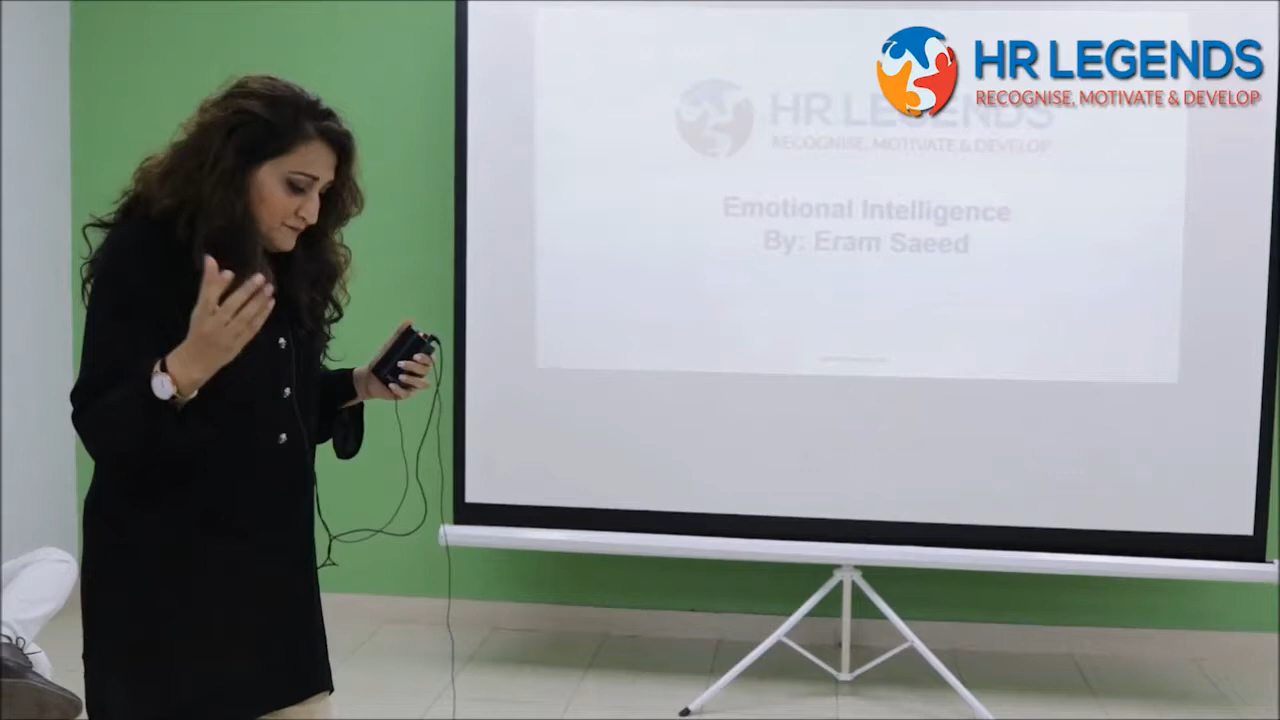 HR LEGENDS
RECOGNISE, MOTIVATE & DEVELOP
HR LEGENDS
RECOGNISE, MOTIVATE & DEVELOP
Emotional Intelligence
By: Eram Saeed